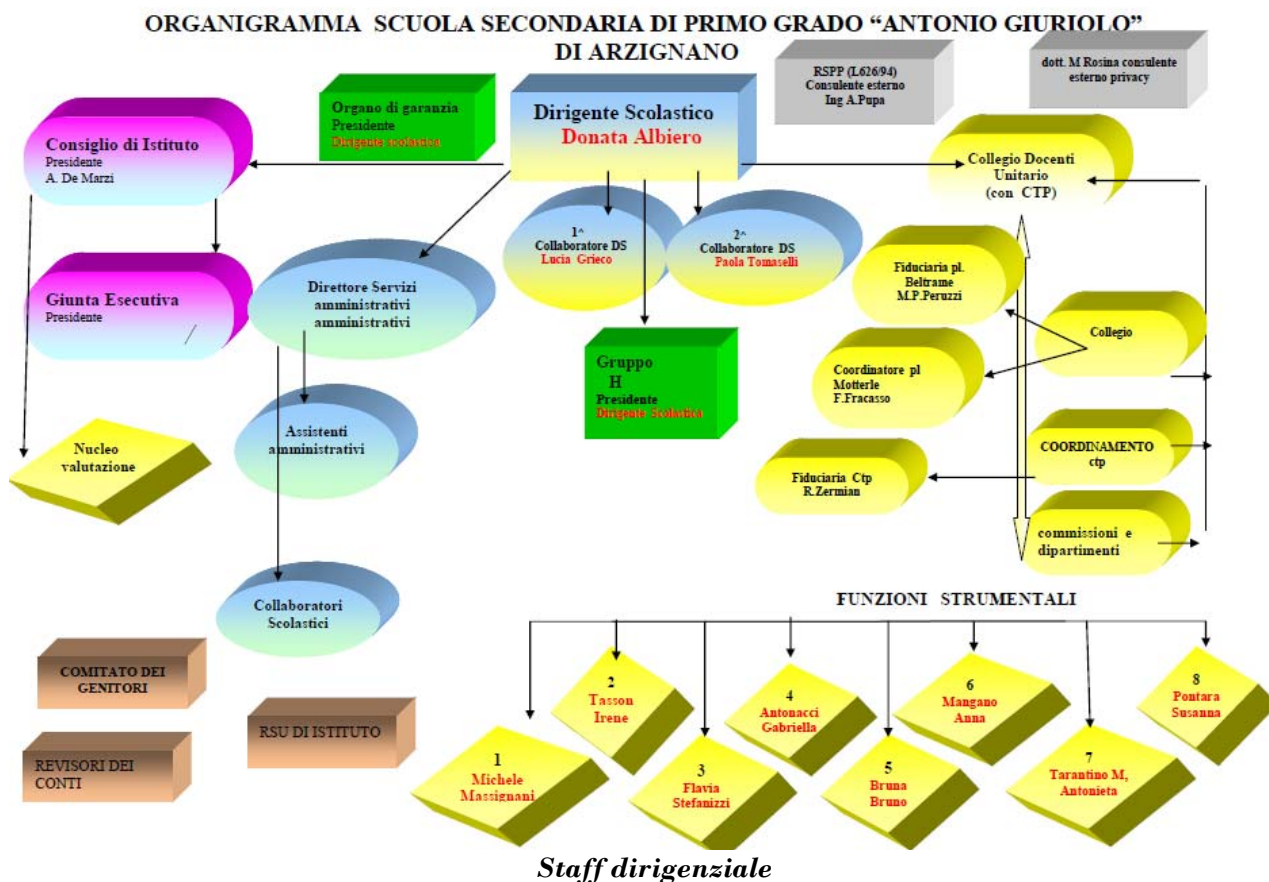 ORGANIGRAMMA SCUOLA SECONDARIA DI PRIMO GRADO “ANTONIO GIURIOLO”
DI ARZIGNANO
RSPP (L626/94)
Consulente esterno
Ing A.Pupa
dott. M Rosina consulente
esterno privacy
Organo di garanzia
Presidente
Dirigente scolastica
Dirigente Scolastico
Donata Albiero
Consiglio di Istituto
Presidente
A. De Marzi
Collegio Docenti
Unitario
(con CTP)
1^
Collaboratore DS
Lucia Grieco
2^
Collaboratore DS
Paola Tomaselli
Giunta Esecutiva
Presidente
Direttore Servizi
amministrativi
amministrativi
Fiduciaria pl.
Beltrame
M.P.Peruzzi
Collegio
Gruppo
H
Presidente
Dirigente Scolastica
Coordinatore pl
Motterle
F.Fracasso
Nucleo
valutazione
Assistenti
amministrativi
COORDINAMENTO
ctp
Fiduciaria Ctp
R.Zermian
commissioni e
dipartimenti
Collaboratori
Scolastici
FUNZIONI STRUMENTALI
COMITATO DEI
GENITORI
RSU DI ISTITUTO
REVISORI DEI
CONTI
1
Michele
Massignani
2
Tasson
Irene
3
Flavia
Stefanizzi
4
Antonacci
Gabriella
5
Bruna
Bruno
6
Mangano
Anna
7
Tarantino M,
Antonieta
8
Pontara
Susanna
Staff dirigenziale